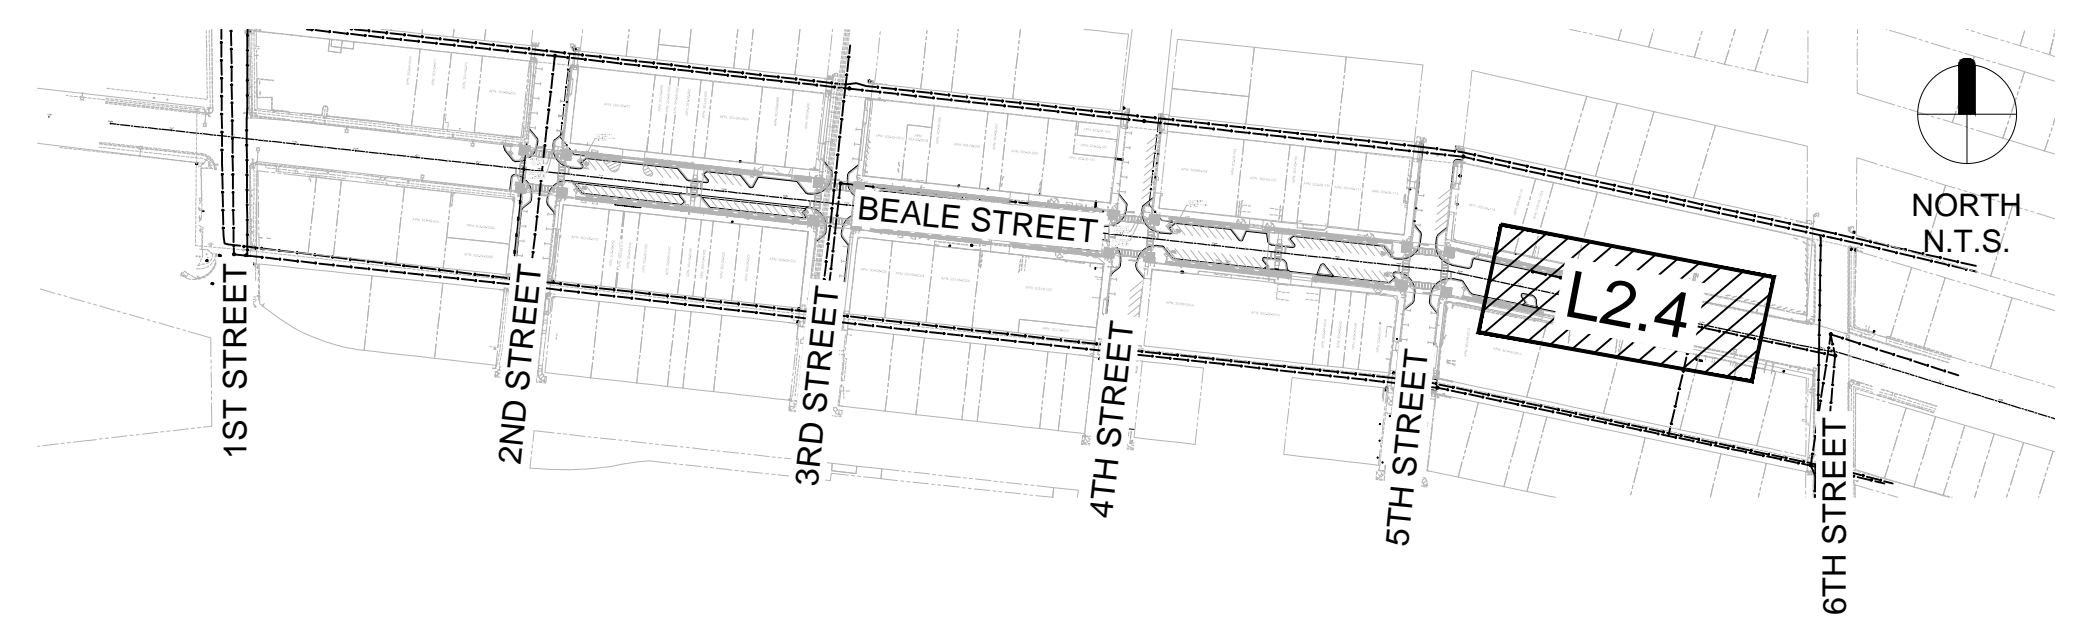 NORTH
N.T.S.
BEALE STREET
L2.4
1ST STREET
2ND STREET
3RD STREET
4TH STREET
5TH STREET
6TH STREET